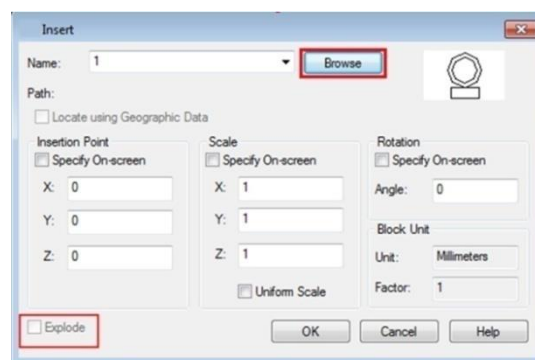 Insert
Name: 1 Browse
Path:
Locate using Geographic Data
Insertion Point Scale Rotation
Specify On-screen Specify On-screen Specify On-screen
X: 0 X: 1 Angle: 0
Y: 0 Y: 1 Block Unit
Z: 0 Z: 1 Unit: Millimeters
Uniform Scale Factor: 1
Explode OK Cancel Help